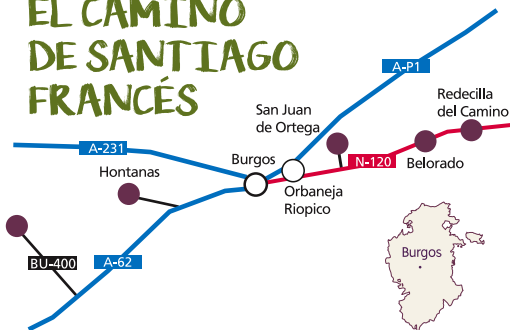 EL CAMINO
DE SANTIAGO
FRANCÉS
A-P1
Redecilla
del Camino
San Juan
de Ortega
A-231
Burgos
N-120
Belorado
Hontanas
Orbaneja
Riopico
BU-400
A-62
Burgos